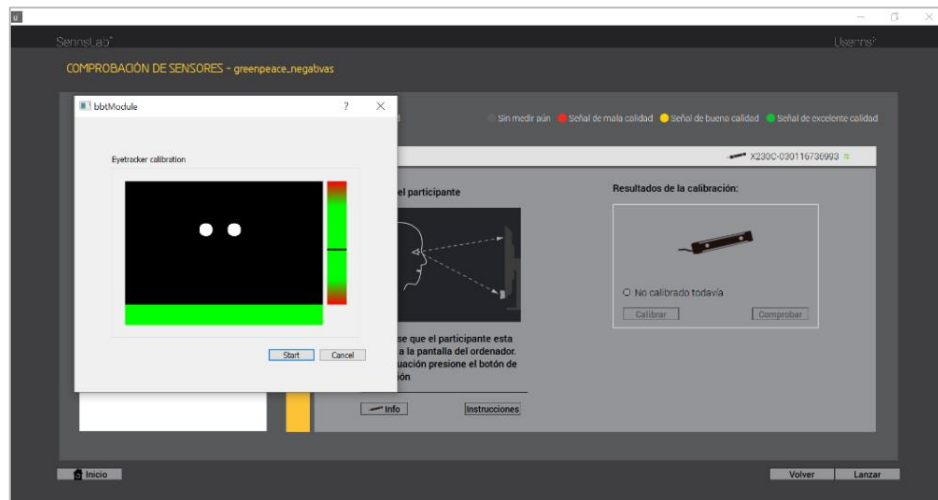 SennsLab
Usenns
COMPROBACIÓN DE SENSORES - greenpeace_negativas
bbtModule
Sin medir aún Señal de mala calidad Señal de buena calidad Señal de excelente calidad
Eyetracker calibration
X230C-030116736993
el participante
Resultados de la calibración:
No calibrado todavía
Calibrar Comprobar
se que el participante esta
a la pantalla del ordenador.
uación presione el botón de
ión
Start Cancel
Info Instrucciones
Inicio Volver Lanzar